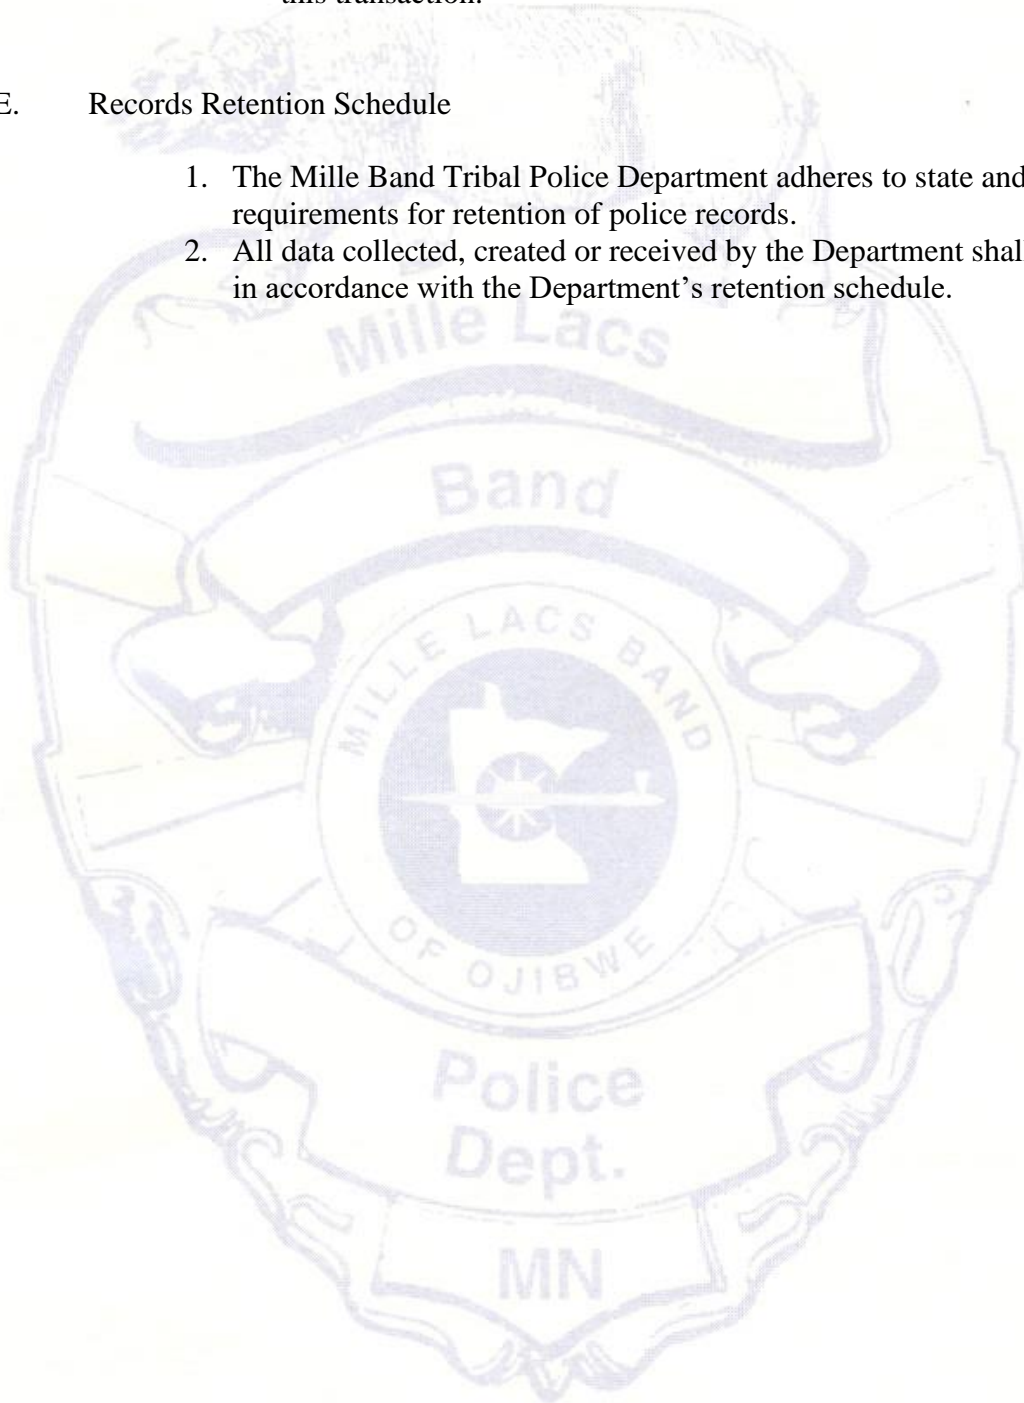 this transaction.
E. Records Retention Schedule
1. The Mille Band Tribal Police Department adheres to state and
requirements for retention of police records.
2. All data collected, created or received by the Department shall
in accordance with the Department’s retention schedule.
Mille Lacs
Band
MILLE LACS BAND
OF OJIBWE
Police
Dept.
MN